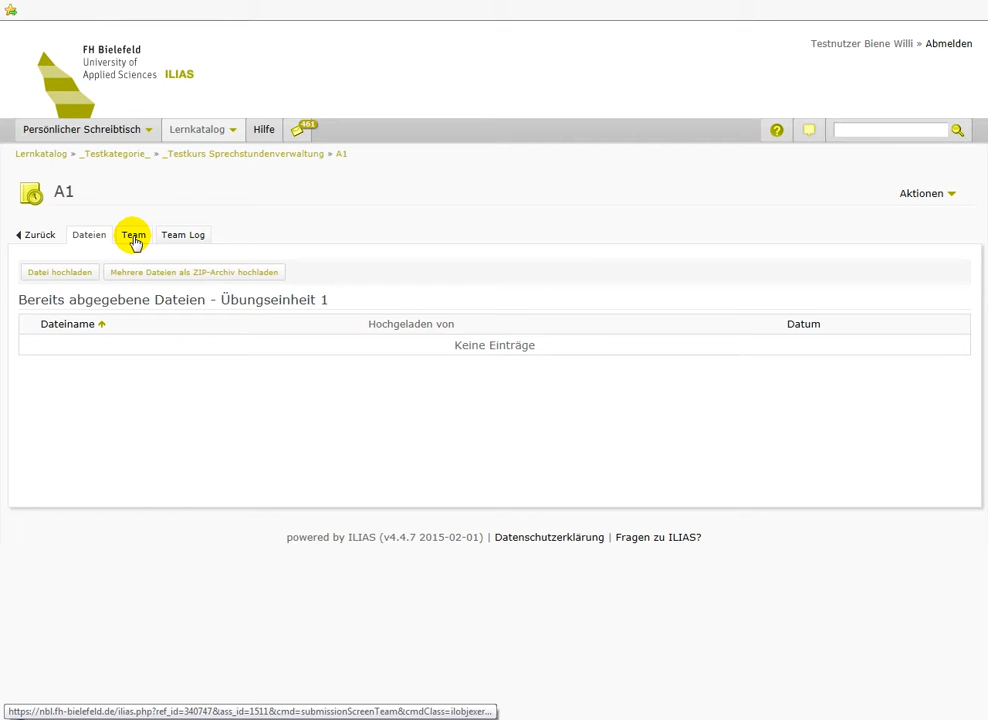 FH Bielefeld
University of
Applied Sciences ILIAS
Testnutzer Biene Willi » Abmelden
Persönlicher Schreibtisch Lernkatalog Hilfe 461 ?
Lernkatalog » _Testkategorie_ » _Testkurs Sprechstundenverwaltung » A1
A1
Aktionen
Zurück Dateien Team Team Log
Datei hochladen Mehrere Dateien als ZIP-Archiv hochladen
Bereits abgegebene Dateien - Übungseinheit 1
Dateiname Hochgeladen von Datum
Keine Einträge
powered by ILIAS (v4.4.7 2015-02-01) | Datenschutzerklärung | Fragen zu ILIAS?
https://nbl.fh-bielefeld.de/ilias.php?ref_id=340747&ass_id=1511&cmd=submissionScreenTeam&cmdClass=ilobjexer...